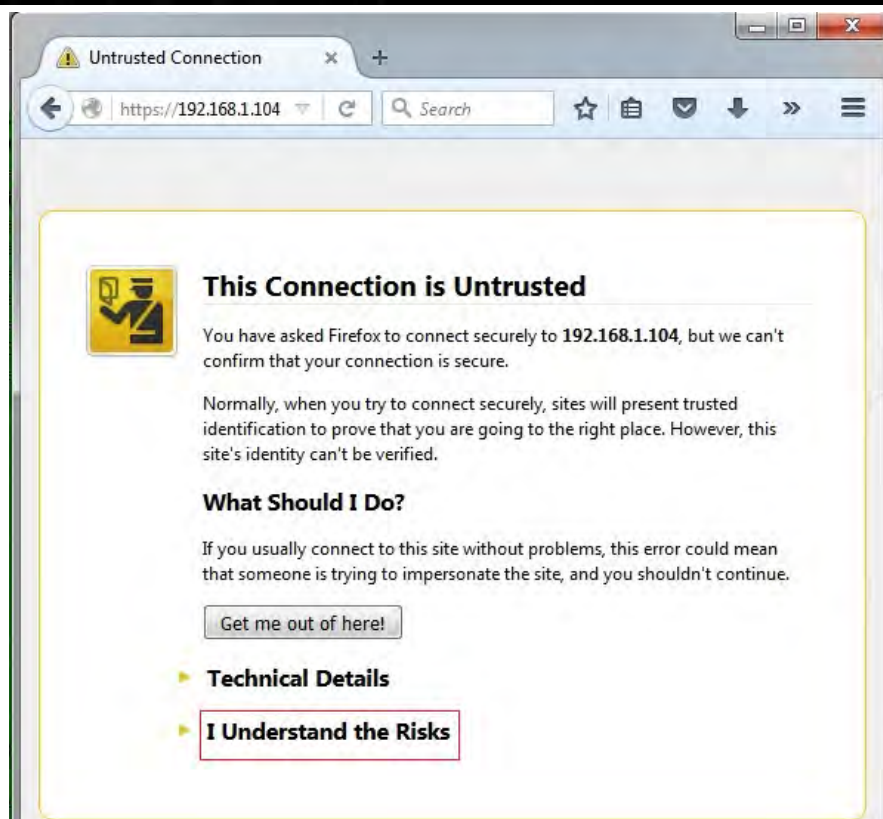 Untrusted Connection
https://192.168.1.104
Search
This Connection is Untrusted
You have asked Firefox to connect securely to 192.168.1.104, but we can't
confirm that your connection is secure.
Normally, when you try to connect securely, sites will present trusted
identification to prove that you are going to the right place. However, this
site's identity can't be verified.
What Should I Do?
If you usually connect to this site without problems, this error could mean
that someone is trying to impersonate the site, and you shouldn't continue.
Get me out of here!
Technical Details
I Understand the Risks